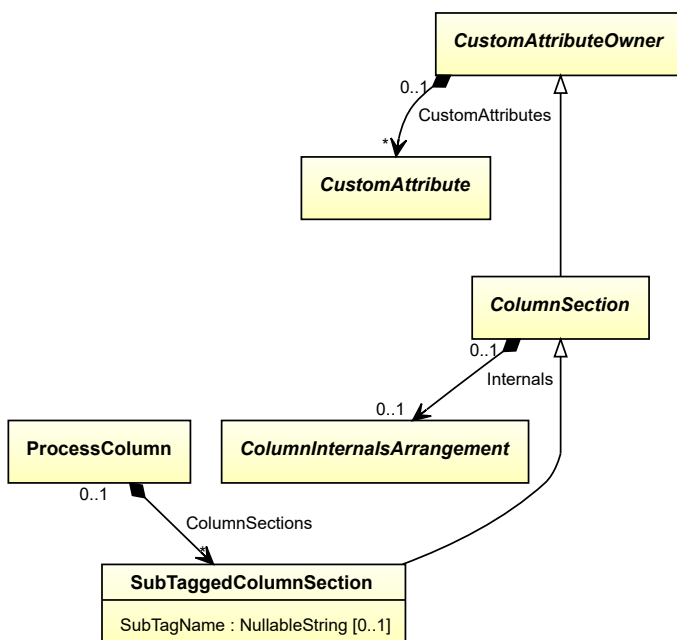 CustomAttributeOwner
0..1
CustomAttributes
*
CustomAttribute
ColumnSection
0..1
Internals
0..1
ProcessColumn
ColumnInternalsArrangement
0..1
ColumnSections
*
SubTaggedColumnSection
SubTagName : NullableString [0..1]